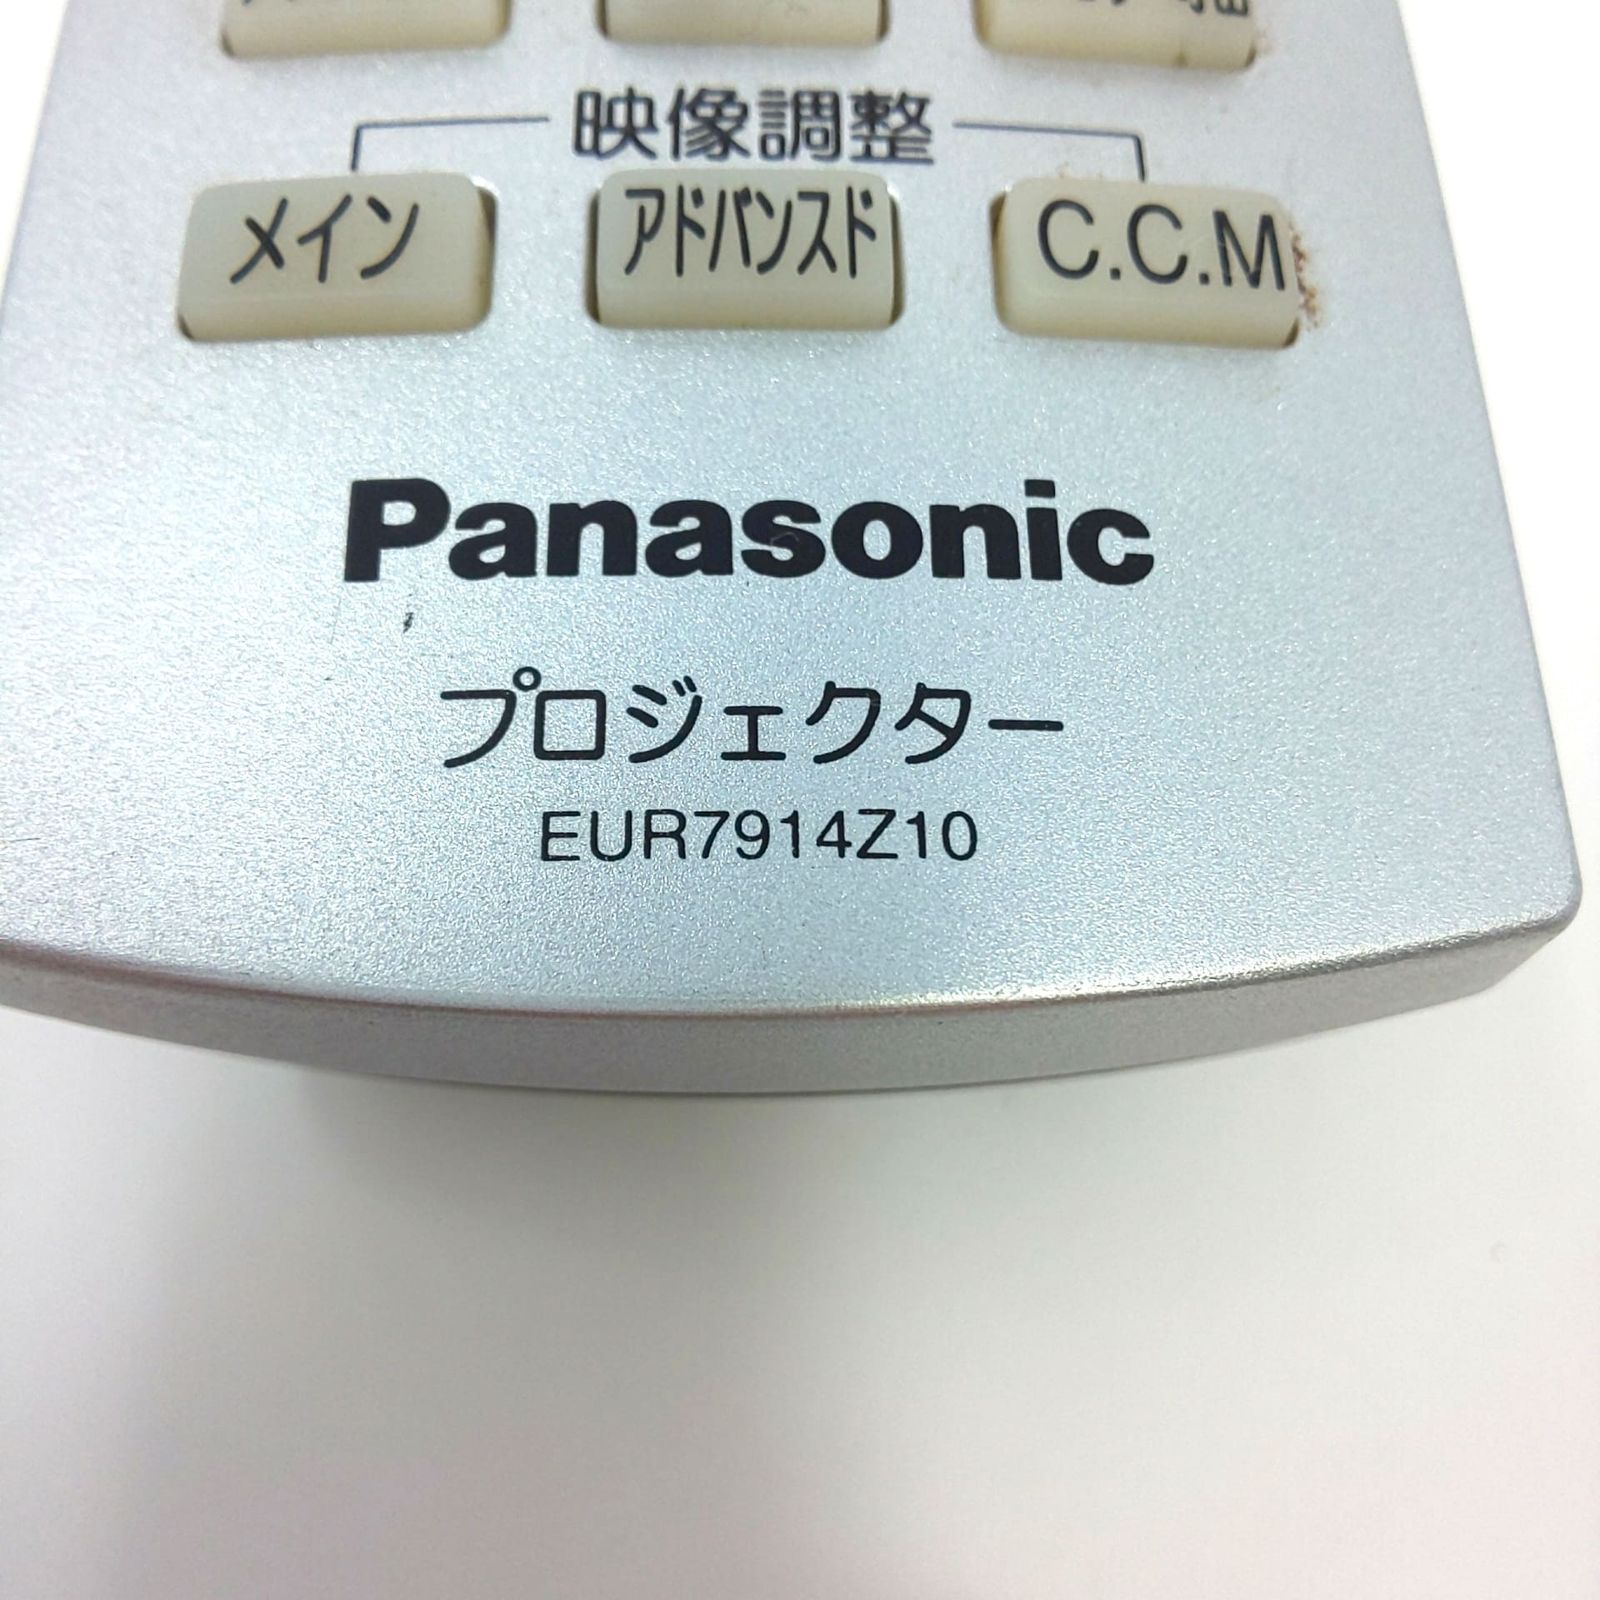 映像調整
メイン アドバンスド C.C.M
Panasonic
プロジェクター
EUR7914Z10